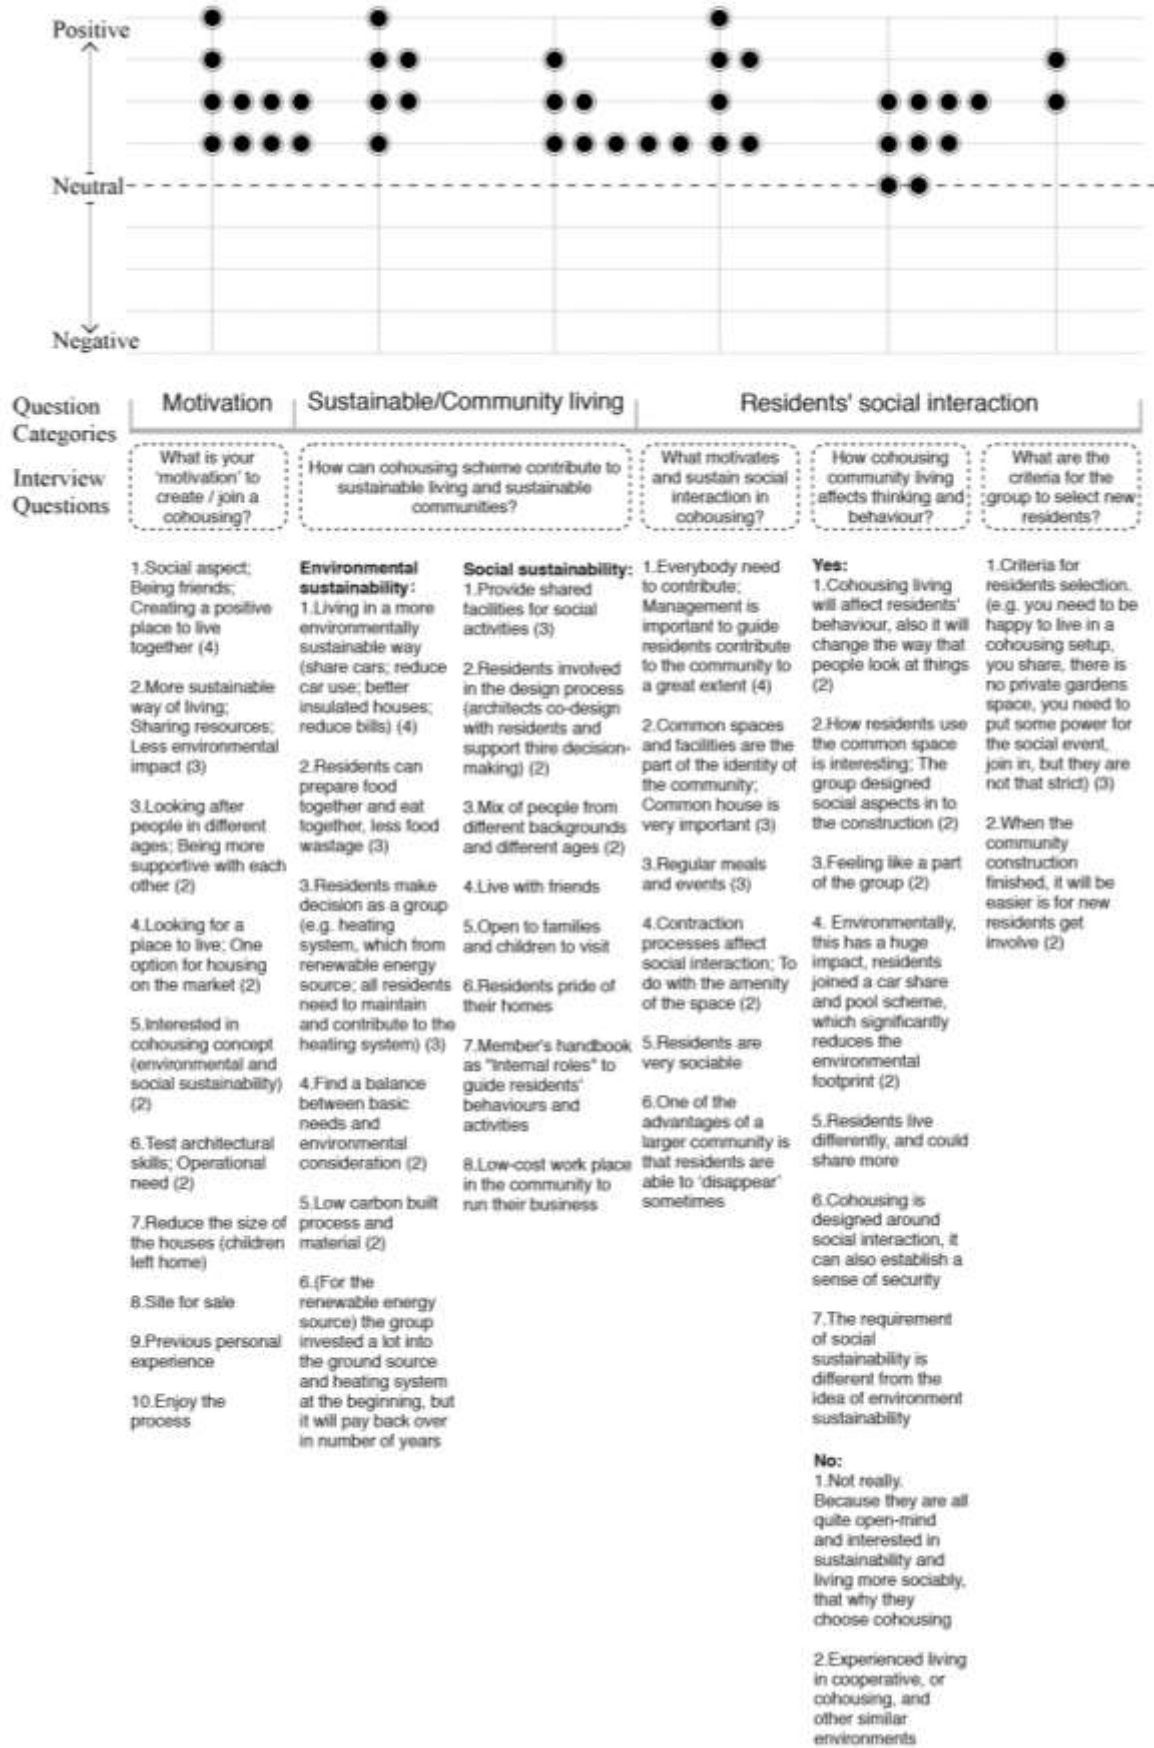 Positive
Neutral
Negative
Question
Categories
Motivation
Sustainable/Community living
Residents' social interaction
Interview
Questions
What is your
'motivation' to
create / join a
cohousing?
How can cohousing scheme contribute to
sustainable living and sustainable
communities?
What motivates
and sustain social
interaction in
cohousing?
How cohousing
community living
affects thinking and
behaviour?
What are the
criteria for the
group to select new
residents?
1.Social aspect;
Being friends;
Creating a positive
place to live
together (4)
2.More sustainable
way of living;
Sharing resources;
Less environmental
impact (3)
3.Looking after
people in different
ages; Being more
supportive with each
other (2)
4.Looking for a
place to live; One
option for housing
on the market (2)
5.Interested in
cohousing concept
(environmental and
social sustainability)
(2)
6.Test architectural
skills; Operational
need (2)
7.Reduce the size of
the houses (children
left home)
8.Site for sale
9.Previous personal
experience
10.Enjoy the
process
Environmental
sustainability:
1.Living in a more
environmentally
sustainable way
(share cars; reduce
car use; better
insulated houses;
reduce bills) (4)
2.Residents can
prepare food
together and eat
together, less food
wastage (3)
3.Residents make
decision as a group
(e.g. heating
system, which from
renewable energy
source; all residents
need to maintain
and contribute to the
heating system) (3)
4.Find a balance
between basic
needs and
environmental
consideration (2)
5.Low carbon built
process and
material (2)
6.(For the
renewable energy
source) the group
invested a lot into
the ground source
and heating system
at the beginning, but
it will pay back over
in number of years
Social sustainability:
1.Provide shared
facilities for social
activities (3)
2.Residents involved
in the design process
(architects co-design
with residents and
support thire decision-
making) (2)
3.Mix of people from
different backgrounds
and different ages (2)
4.Live with friends
5.Open to families
and children to visit
6.Residents pride of
their homes
7.Member's handbook
as "Internal roles" to
guide residents'
behaviours and
activities
8.Low-cost work place
in the community to
run their business
1.Everybody need
to contribute;
Management is
important to guide
residents contribute
to the community to
a great extent (4)
2.Common spaces
and facilities are the
part of the identity of
the community;
Common house is
very important (3)
3.Regular meals
and events (3)
4.Contraction
processes affect
social interaction; To
do with the amenity
of the space (2)
5.Residents are
very sociable
6.One of the
advantages of a
larger community is
that residents are
able to 'disappear'
sometimes
Yes:
1.Cohousing living
will affect residents'
behaviour, also it will
change the way that
people look at things
(2)
2.How residents use
the common space
is interesting; The
group designed
social aspects in to
the construction (2)
3.Feeling like a part
of the group (2)
4. Environmentally,
this has a huge
impact, residents
joined a car share
and pool scheme,
which significantly
reduces the
environmental
footprint (2)
5.Residents live
differently, and could
share more
6.Cohousing is
designed around
social interaction, it
can also establish a
sense of security
7.The requirement
of social
sustainability is
different from the
idea of environment
sustainability
No:
1.Not really.
Because they are all
quite open-mind
and interested in
sustainability and
living more sociably,
that why they
choose cohousing
2.Experienced living
in cooperative, or
cohousing, and
other similar
environments
1.Criteria for
residents selection.
(e.g. you need to be
happy to live in a
cohousing setup,
you share, there is
no private gardens
space, you need to
put some power for
the social event,
join in, but they are
not that strict) (3)
2.When the
community
construction
finished, it will be
easier is for new
residents get
involve (2)